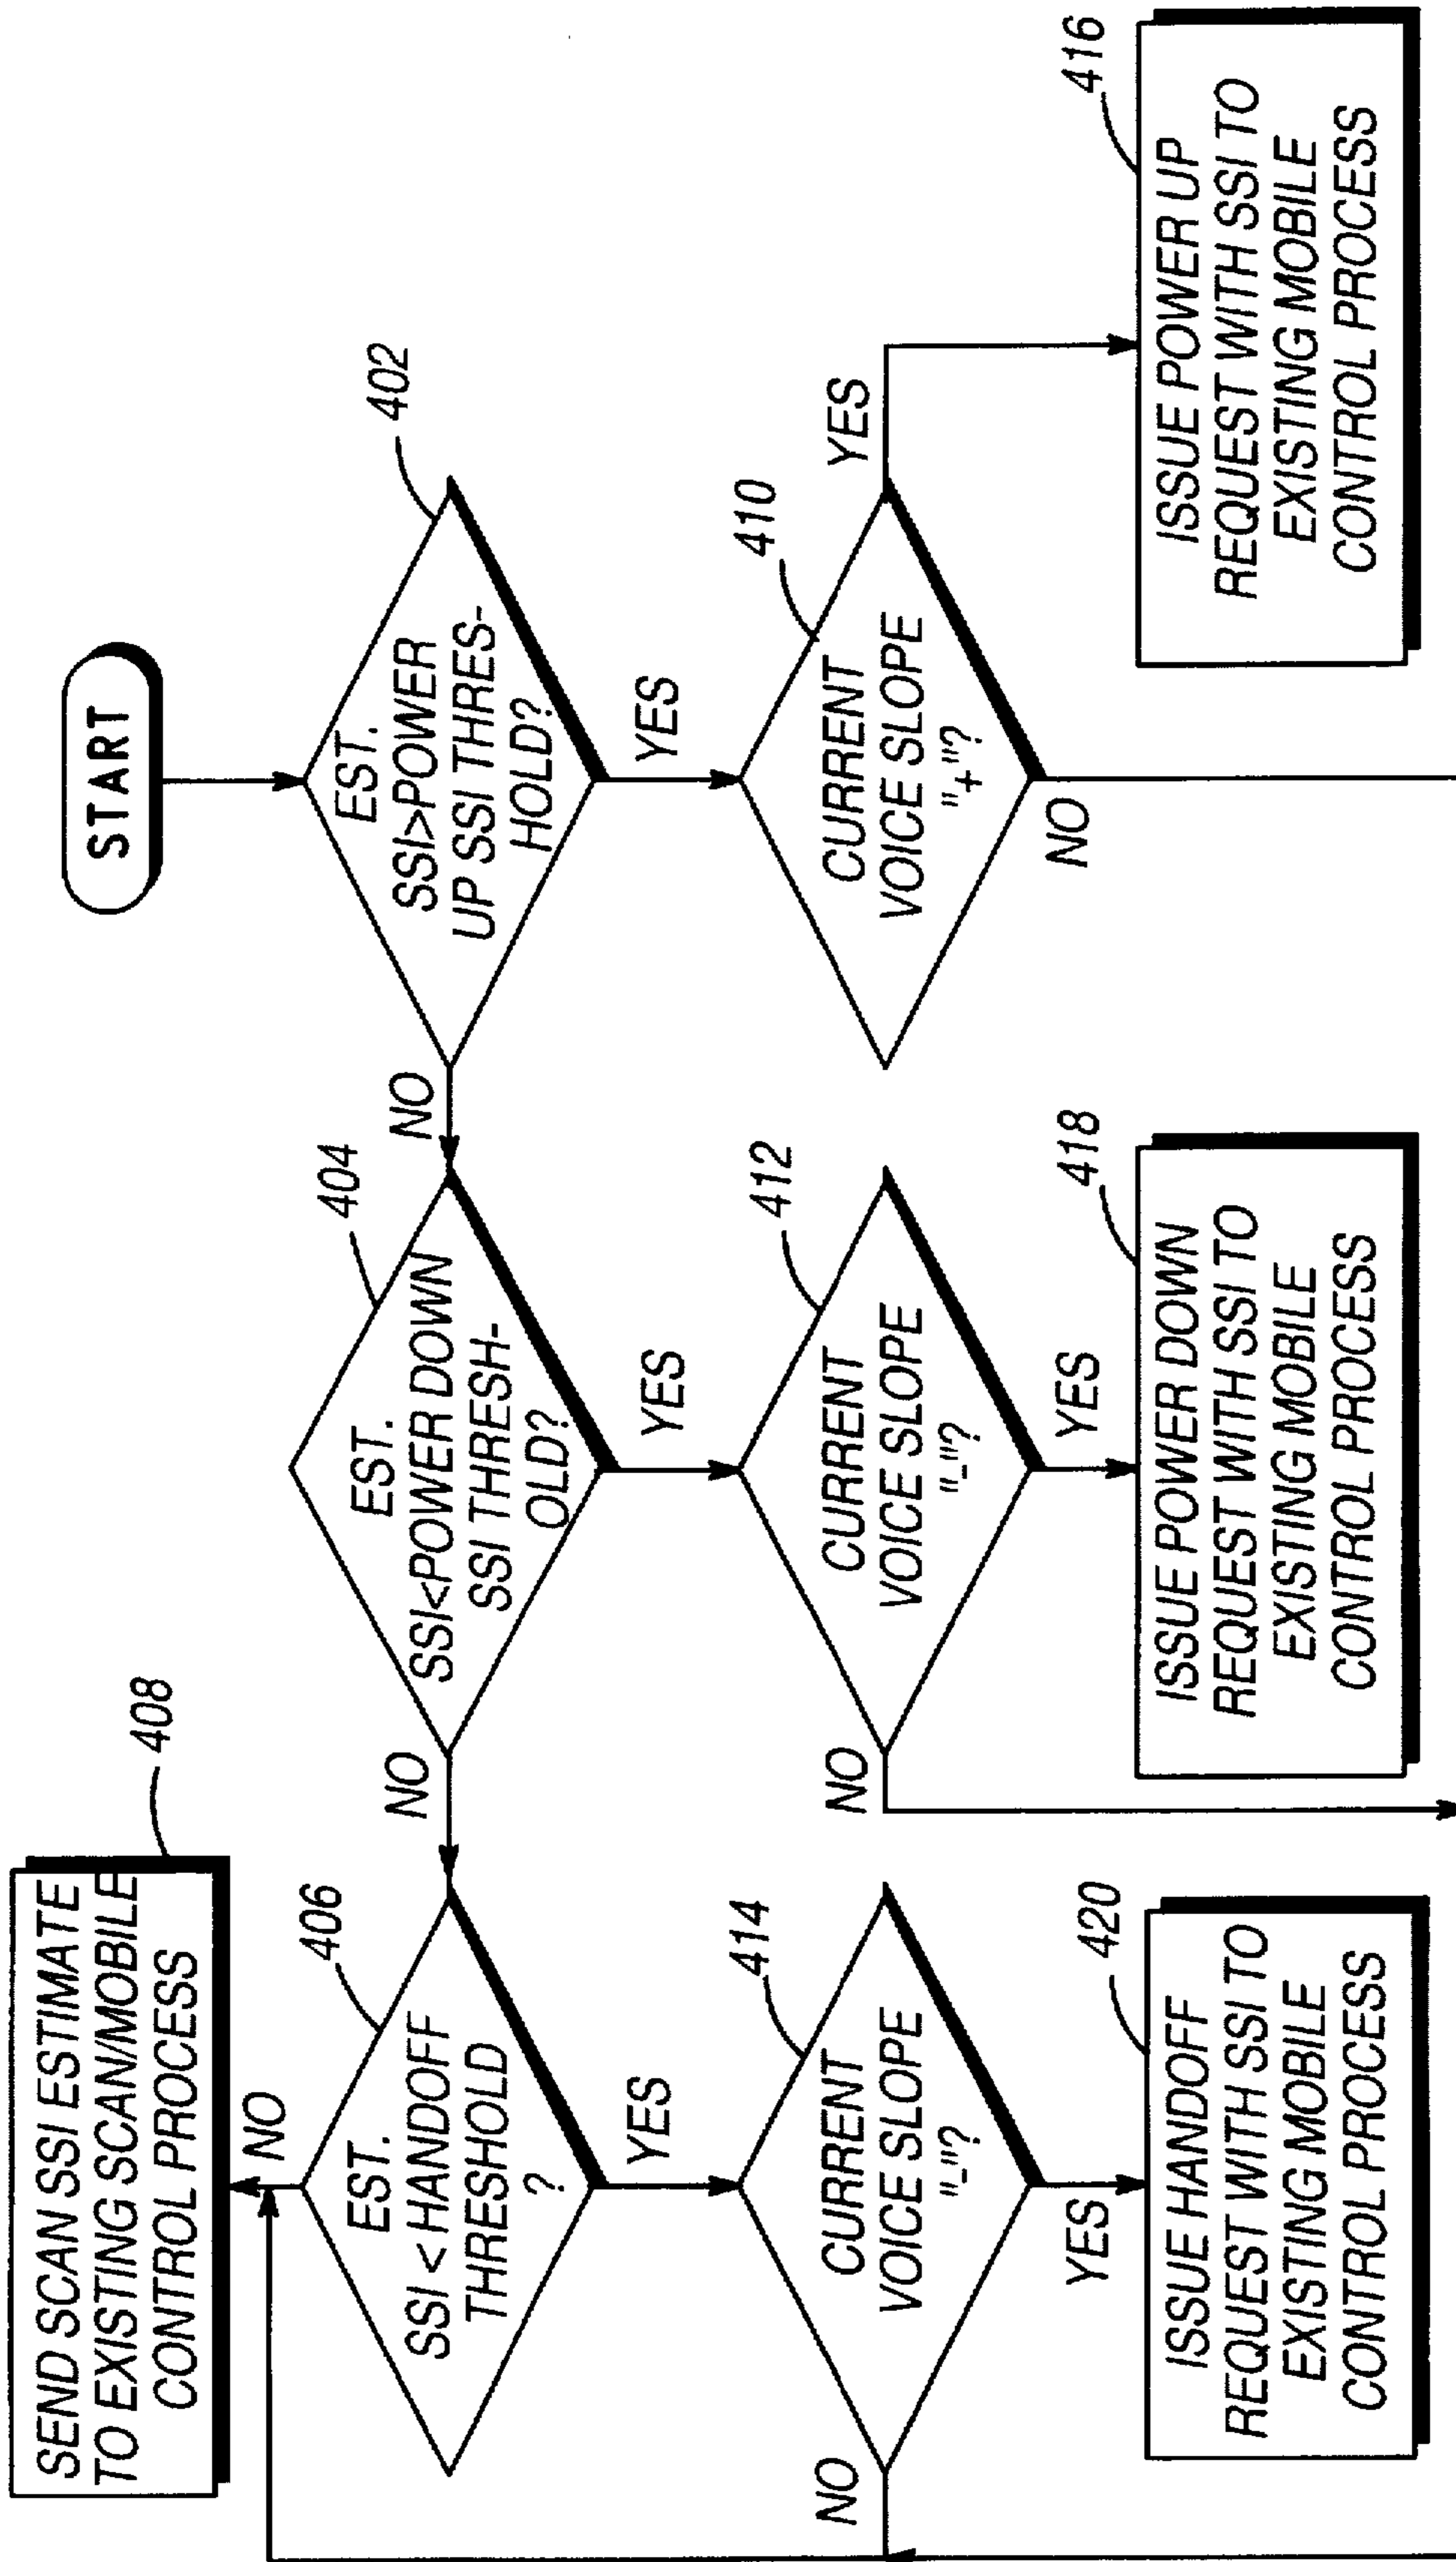 START
402
EST.
SSI>POWER
UP SSI THRES-
HOLD?
NO
YES
404
EST.
SSI<POWER DOWN
SSI THRESH-
OLD?
NO
YES
406
EST.
SSI < HANDOFF
THRESHOLD
?
NO
YES
408
SEND SCAN SSI ESTIMATE
TO EXISTING SCAN/MOBILE
CONTROL PROCESS
410
CURRENT
VOICE SLOPE
"+"?
YES
NO
412
CURRENT
VOICE SLOPE
"-"?
NO
YES
414
CURRENT
VOICE SLOPE
"-"?
NO
YES
416
ISSUE POWER UP
REQUEST WITH SSI TO
EXISTING MOBILE
CONTROL PROCESS
418
ISSUE POWER DOWN
REQUEST WITH SSI TO
EXISTING MOBILE
CONTROL PROCESS
420
ISSUE HANDOFF
REQUEST WITH SSI TO
EXISTING MOBILE
CONTROL PROCESS